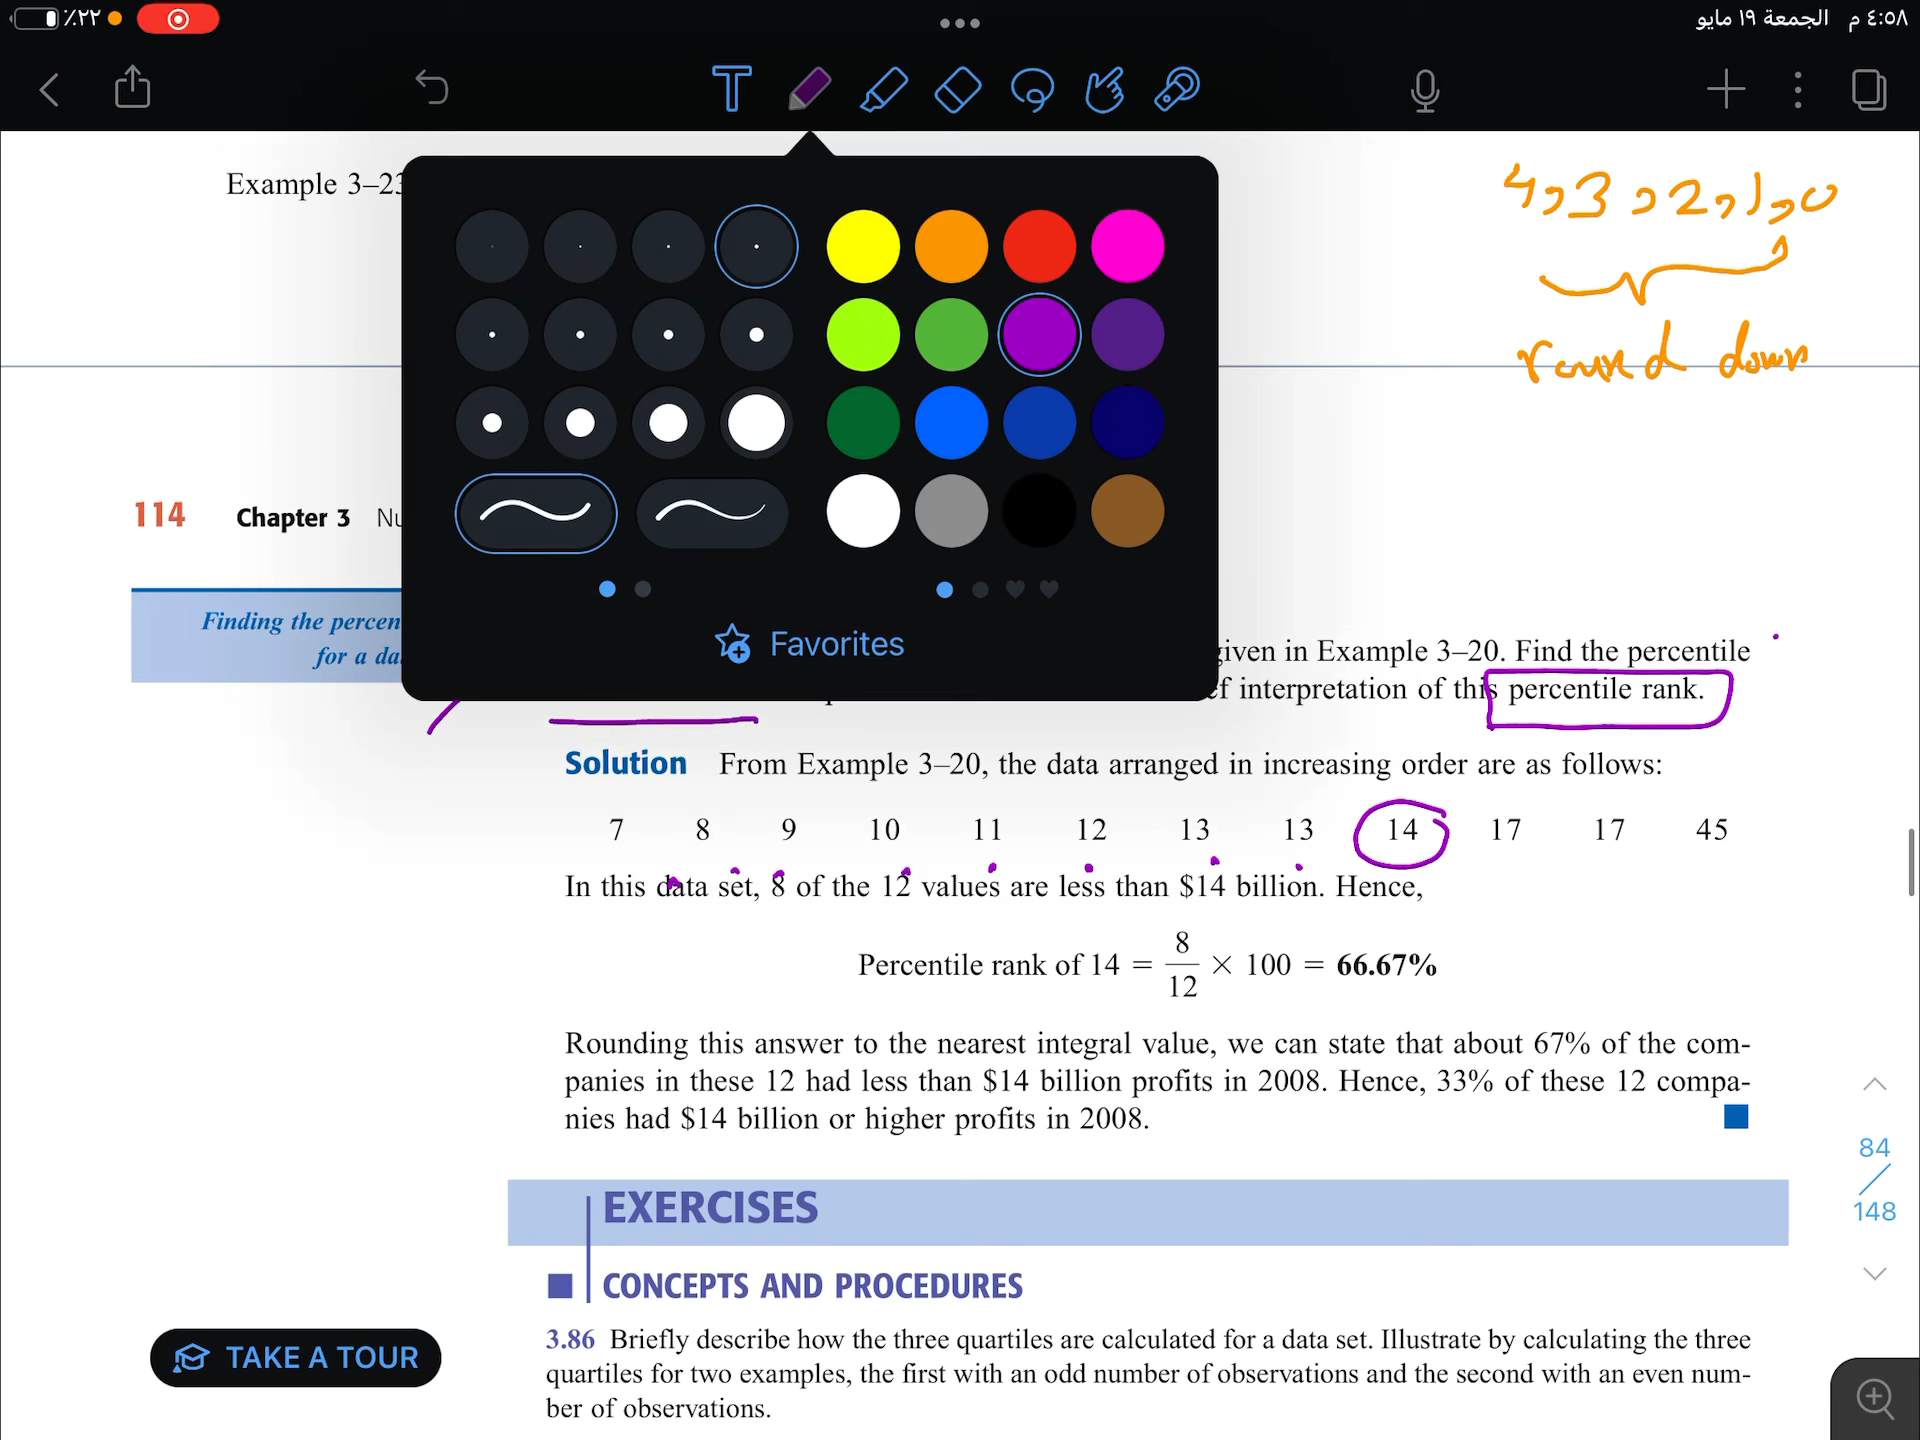 ٪٢٢
٤:٥٨ م الجمعة ١٩ مايو
T
Example 3–23
4,3,2,1,0
round down
114 Chapter 3
Finding the percen
for a da
Favorites
given in Example 3–20. Find the percentile
ef interpretation of this percentile rank.
Solution From Example 3–20, the data arranged in increasing order are as follows:
7 8 9 10 11 12 13 13 14 17 17 45
In this data set, 8 of the 12 values are less than $14 billion. Hence,
Percentile rank of 14 = 8/12 × 100 = 66.67%
Rounding this answer to the nearest integral value, we can state that about 67% of the com-
panies in these 12 had less than $14 billion profits in 2008. Hence, 33% of these 12 compa-
nies had $14 billion or higher profits in 2008.
84
/
148
EXERCISES
CONCEPTS AND PROCEDURES
3.86 Briefly describe how the three quartiles are calculated for a data set. Illustrate by calculating the three
quartiles for two examples, the first with an odd number of observations and the second with an even num-
ber of observations.
TAKE A TOUR